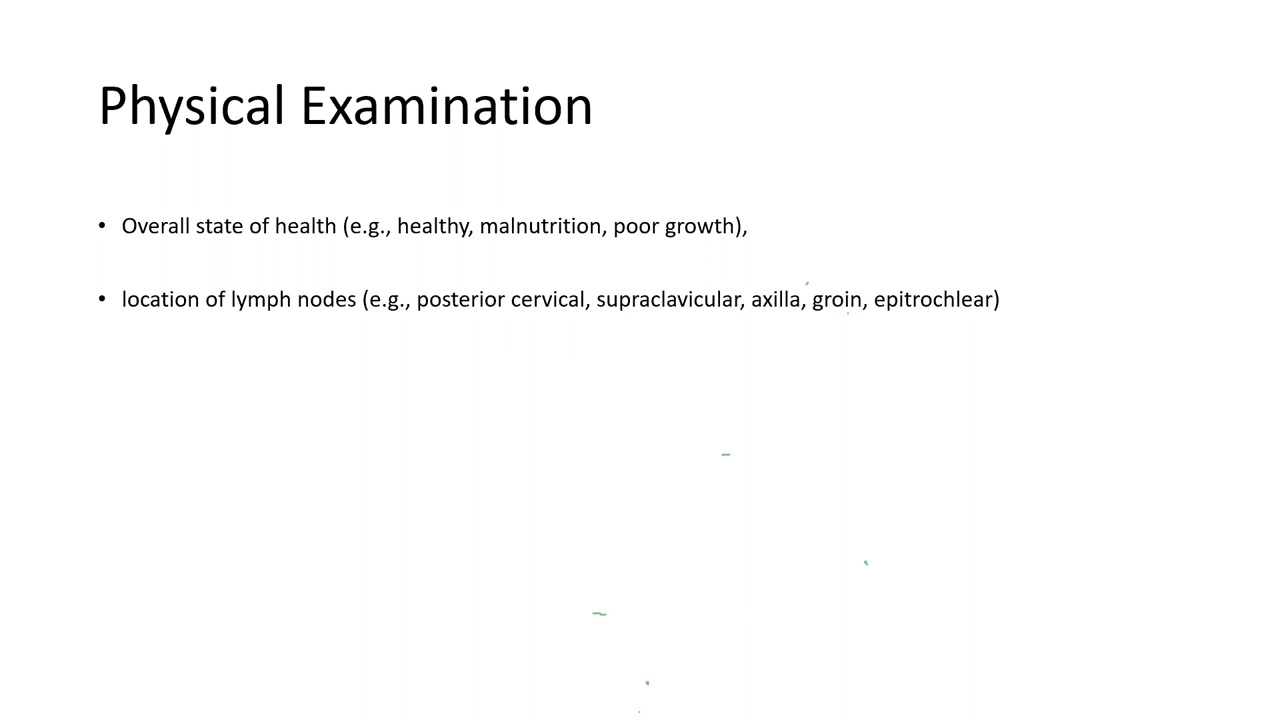 Physical Examination
• Overall state of health (e.g., healthy, malnutrition, poor growth),
• location of lymph nodes (e.g., posterior cervical, supraclavicular, axilla, groin, epitrochlear)